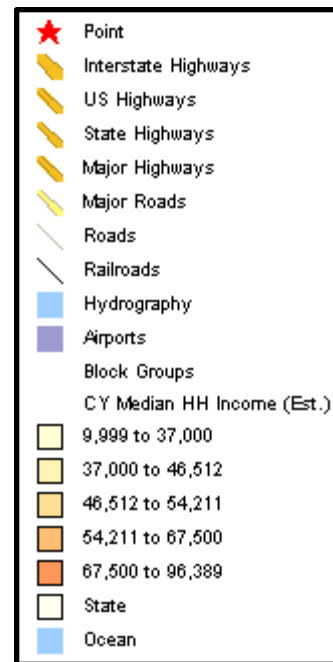 Point
Interstate Highways
US Highways
State Highways
Major Highways
Major Roads
Roads
Railroads
Hydrography
Airports
Block Groups
CY Median HH Income (Est.)
9,999 to 37,000
37,000 to 46,512
46,512 to 54,211
54,211 to 67,500
67,500 to 96,389
State
Ocean